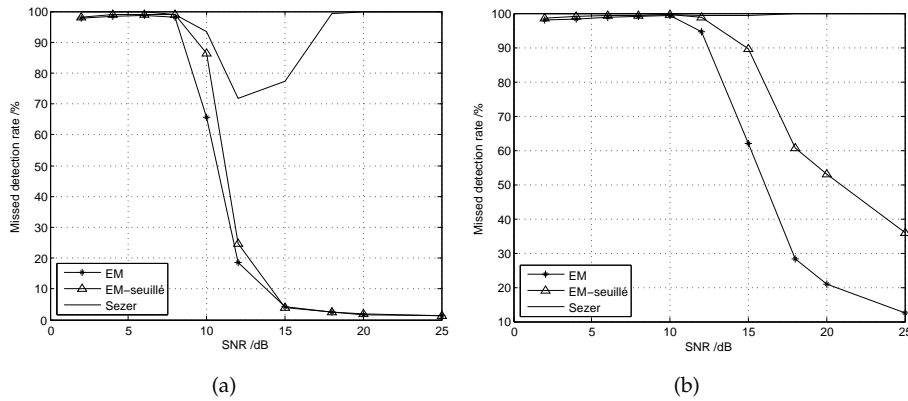 100
90
80
70
60
50
40
30
20
10
0
Missed detection rate /%
EM
EM−seuillé
Sezer
0 5 10 15 20 25
SNR /dB
(a)
100
90
80
70
60
50
40
30
20
10
Missed detection rate /%
EM
EM−seuillé
Sezer
0 5 10 15 20 25
SNR /dB
(b)